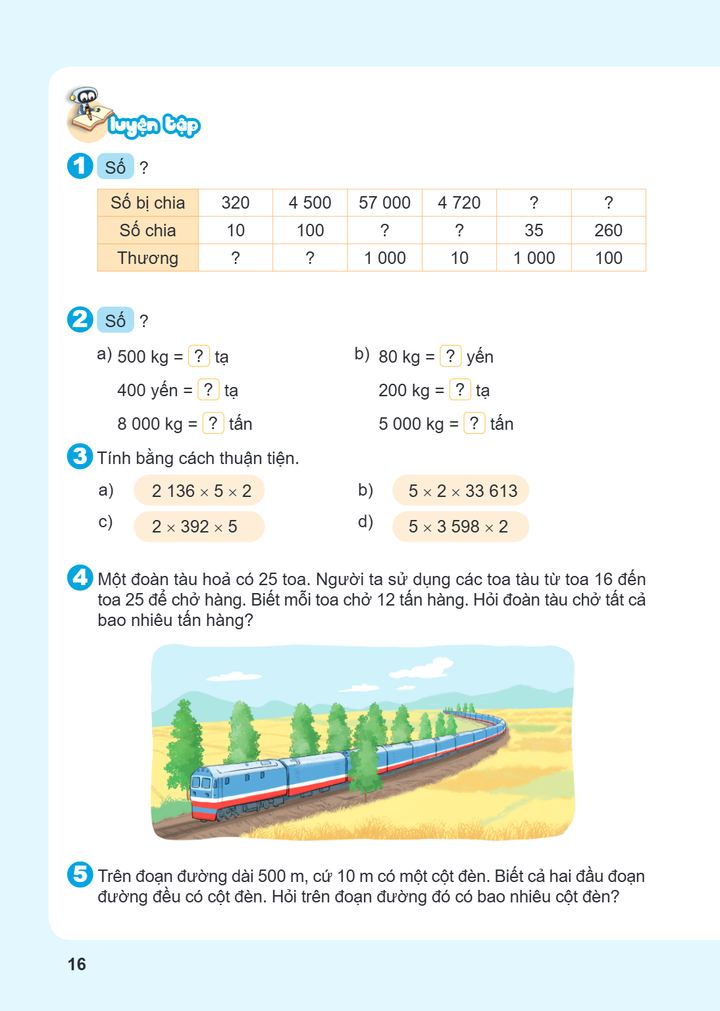 Luyện tập
1 Số ?
Số bị chia 320 4 500 57 000 4 720 ? ?
Số chia 10 100 ? ? 35 260
Thương ? ? 1 000 10 1 000 100
2 Số ?
a) 500 kg = ? tạ
400 yến = ? tạ
8 000 kg = ? tấn
b) 80 kg = ? yến
200 kg = ? tạ
5 000 kg = ? tấn
3 Tính bằng cách thuận tiện.
a) 2 136 × 5 × 2
b) 5 × 2 × 33 613
c) 2 × 392 × 5
d) 5 × 3 598 × 2
4 Một đoàn tàu hoả có 25 toa. Người ta sử dụng các toa tàu từ toa 16 đến
toa 25 để chở hàng. Biết mỗi toa chở 12 tấn hàng. Hỏi đoàn tàu chở tất cả
bao nhiêu tấn hàng?
5 Trên đoạn đường dài 500 m, cứ 10 m có một cột đèn. Biết cả hai đầu đoạn
đường đều có cột đèn. Hỏi trên đoạn đường đó có bao nhiêu cột đèn?
16